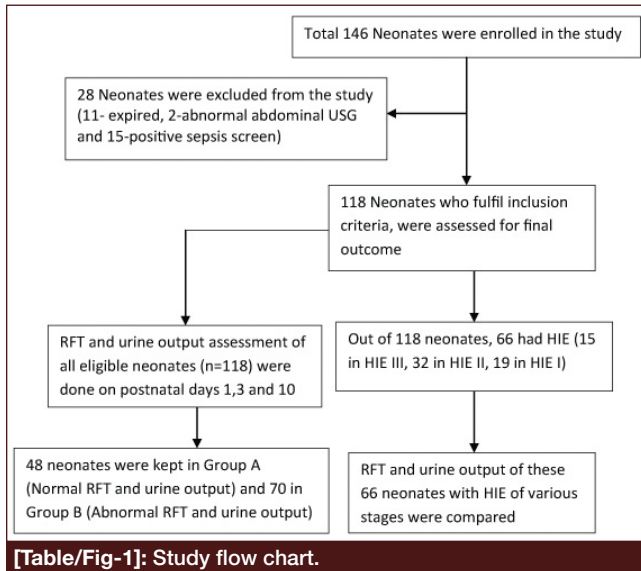 Total 146 Neonates were enrolled in the study
28 Neonates were excluded from the study
(11- expired, 2-abnormal abdominal USG
and 15-positive sepsis screen)
118 Neonates who fulfil inclusion
criteria, were assessed for final
outcome
RFT and urine output assessment of
all eligible neonates (n=118) were
done on postnatal days 1,3 and 10
Out of 118 neonates, 66 had HIE (15
in HIE III, 32 in HIE II, 19 in HIE I)
48 neonates were kept in Group A
(Normal RFT and urine output) and 70 in
Group B (Abnormal RFT and urine output)
RFT and urine output of these
66 neonates with HIE of various
stages were compared
[Table/Fig-1]: Study flow chart.